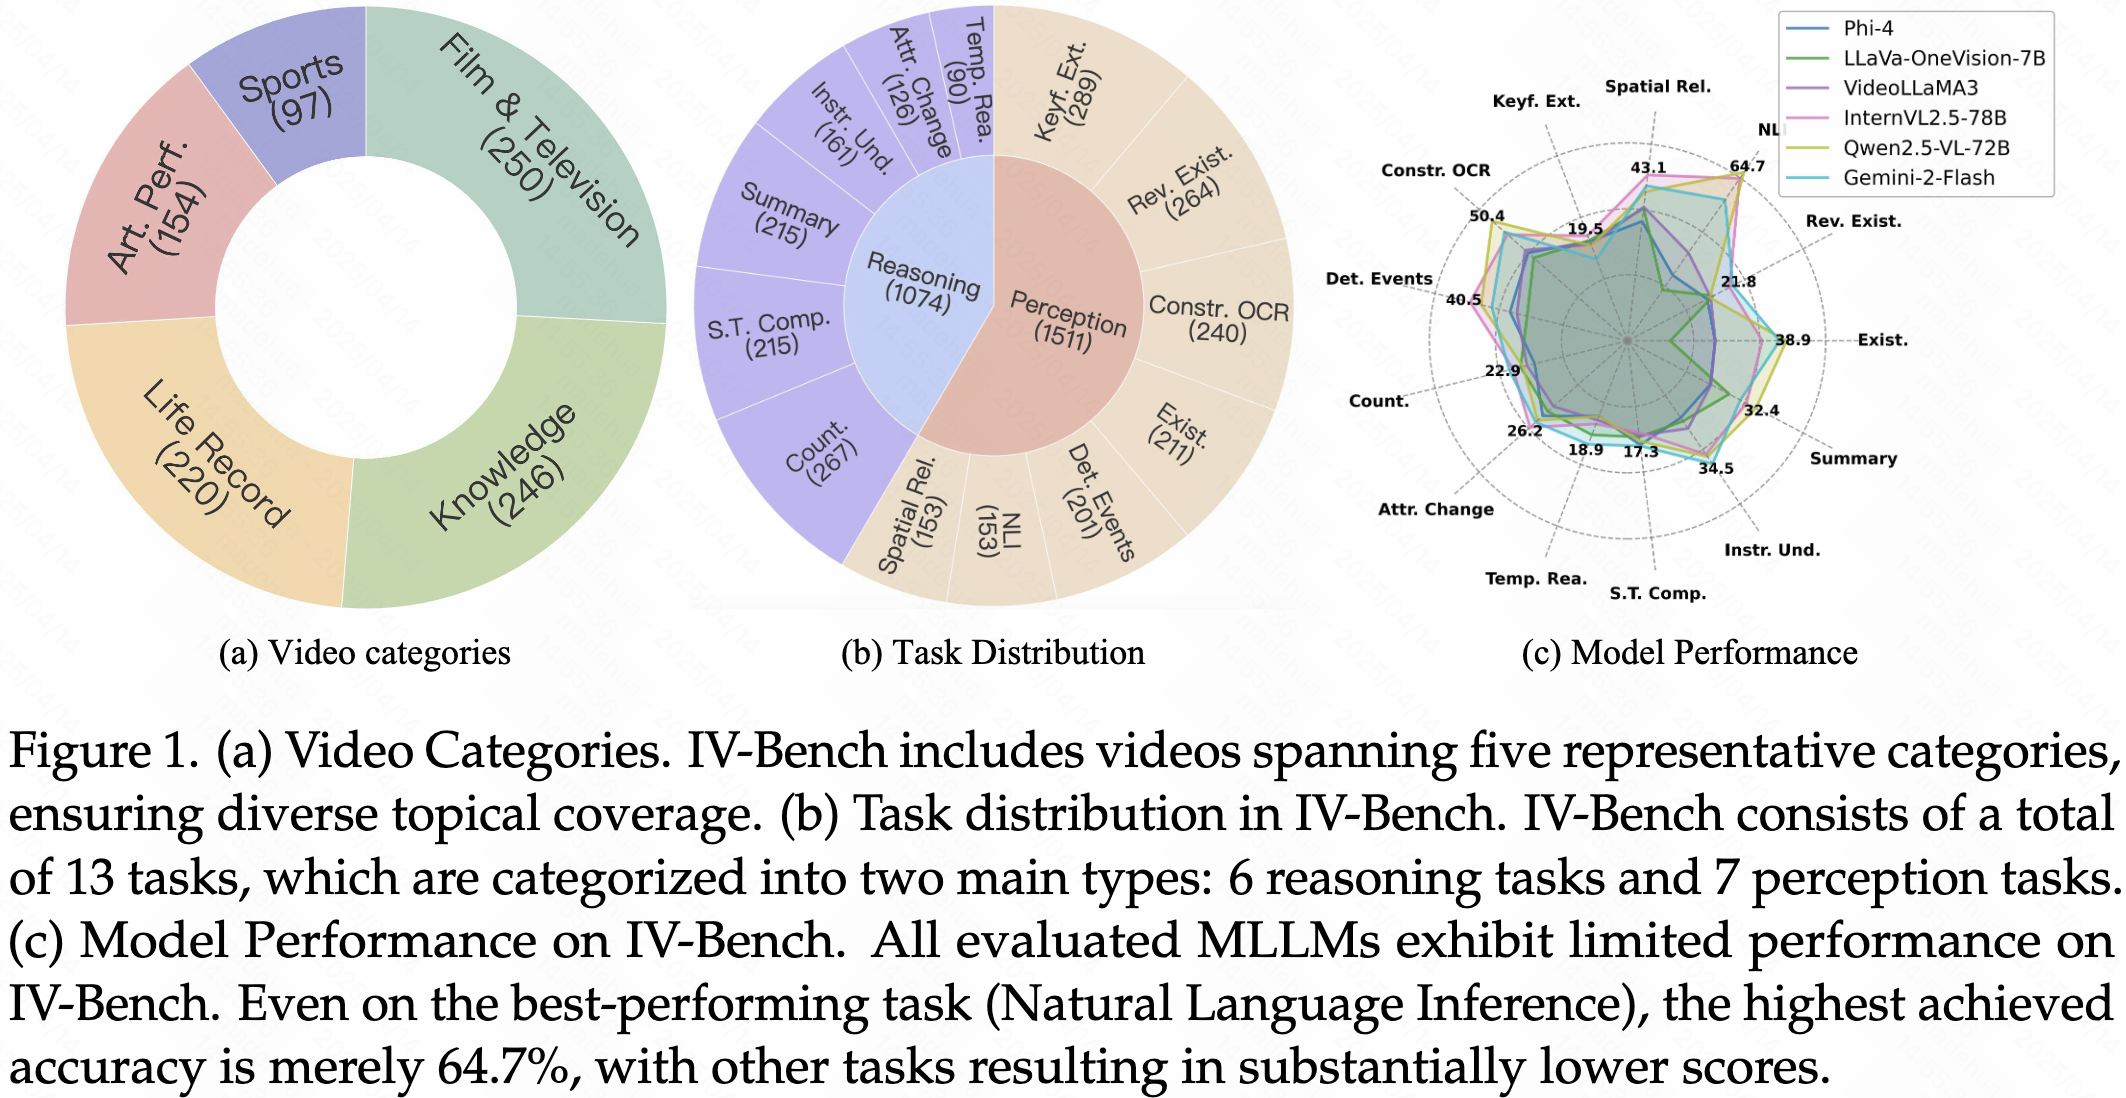 Film & Television
(250)
Knowledge
(246)
Life Record
(220)
Art. Perf.
(154)
Sports
(97)
(a) Video categories
Keyf. Ext.
(289)
Rev. Exist.
(264)
Constr. OCR
(240)
Exist.
(211)
Det. Events
(201)
NLI
(153)
Spatial Rel.
(153)
Count.
(267)
S.T. Comp.
(215)
Summary
(215)
Instr. Und.
(161)
Attr. Change
(126)
Temp. Rea.
(90)
Reasoning
(1074)
Perception
(1511)
(b) Task Distribution
Phi-4
LLaVa-OneVision-7B
VideoLLaMA3
InternVL2.5-78B
Qwen2.5-VL-72B
Gemini-2-Flash
Spatial Rel.
Keyf. Ext.
NLI
Constr. OCR
Rev. Exist.
Det. Events
Exist.
Count.
Summary
Attr. Change
Instr. Und.
Temp. Rea.
S.T. Comp.
43.1
64.7
50.4
19.5
21.8
40.5
38.9
22.9
32.4
26.2
18.9
17.3
34.5
(c) Model Performance
Figure 1. (a) Video Categories. IV-Bench includes videos spanning five representative categories,
ensuring diverse topical coverage. (b) Task distribution in IV-Bench. IV-Bench consists of a total
of 13 tasks, which are categorized into two main types: 6 reasoning tasks and 7 perception tasks.
(c) Model Performance on IV-Bench. All evaluated MLLMs exhibit limited performance on
IV-Bench. Even on the best-performing task (Natural Language Inference), the highest achieved
accuracy is merely 64.7%, with other tasks resulting in substantially lower scores.